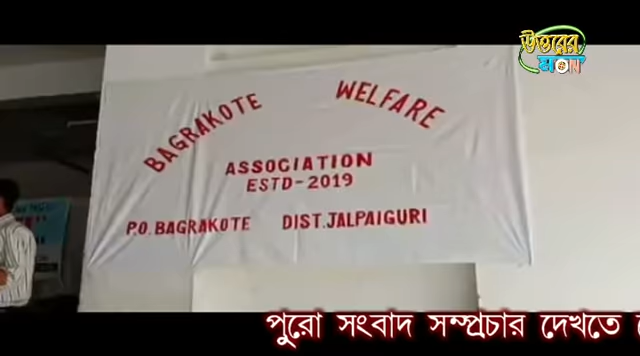 উত্তরের
মন
BAGRAKOTE WELFARE
ASSOCIATION
ESTD-2019
P.O. BAGRAKOTE DIST. JALPAIGURI
পুরো সংবাদ সম্প্রচার দেখতে